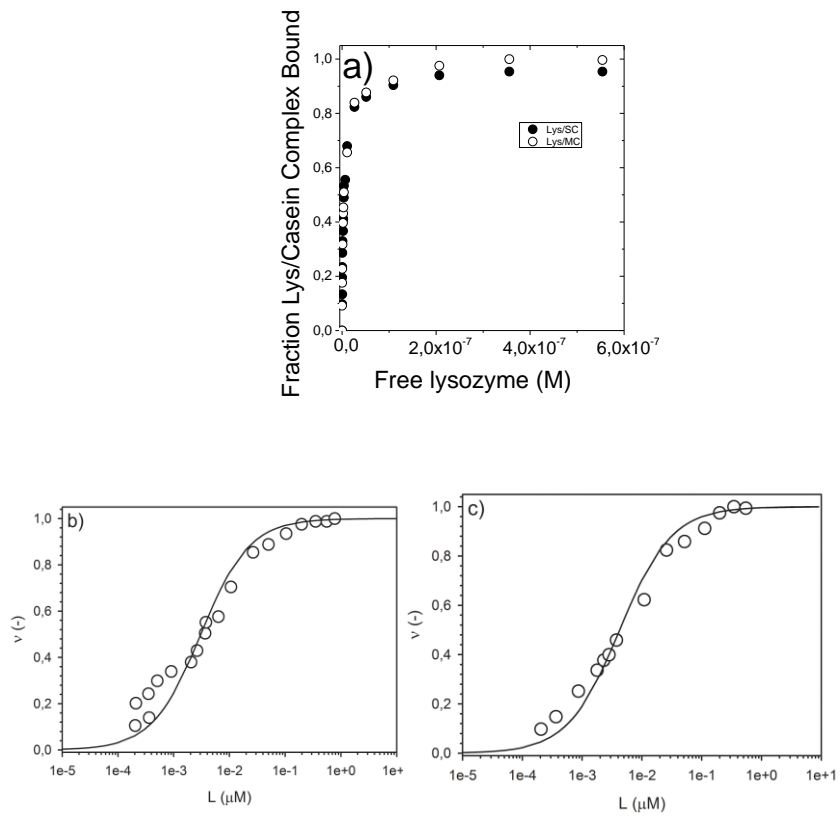 a)
Fraction Lys/Casein Complex Bound
1,0
0,8
0,6
0,4
0,2
0,0
Lys/SC
Lys/MC
0,0 2,0x10⁻⁷ 4,0x10⁻⁷ 6,0x10⁻⁷
Free lysozyme (M)
b)
ν (-)
1,0
0,8
0,6
0,4
0,2
0,0
1e-5 1e-4 1e-3 1e-2 1e-1 1e+0 1e+
L (μM)
c)
ν (-)
1,0
0,8
0,6
0,4
0,2
0,0
1e-5 1e-4 1e-3 1e-2 1e-1 1e+0 1e+1
L (μM)